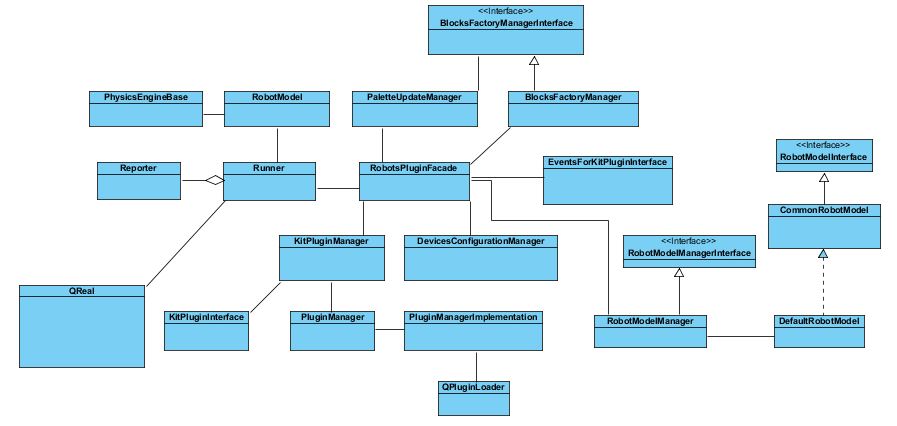 <<Interface>>
BlocksFactoryManagerInterface
PhysicsEngineBase
RobotModel
PaletteUpdateManager
BlocksFactoryManager
<<Interface>>
RobotModelInterface
Reporter
Runner
RobotsPluginFacade
EventsForKitPluginInterface
CommonRobotModel
KitPluginManager
DevicesConfigurationManager
<<Interface>>
RobotModelManagerInterface
QReal
KitPluginInterface
PluginManager
PluginManagerImplementation
RobotModelManager
DefaultRobotModel
QPluginLoader